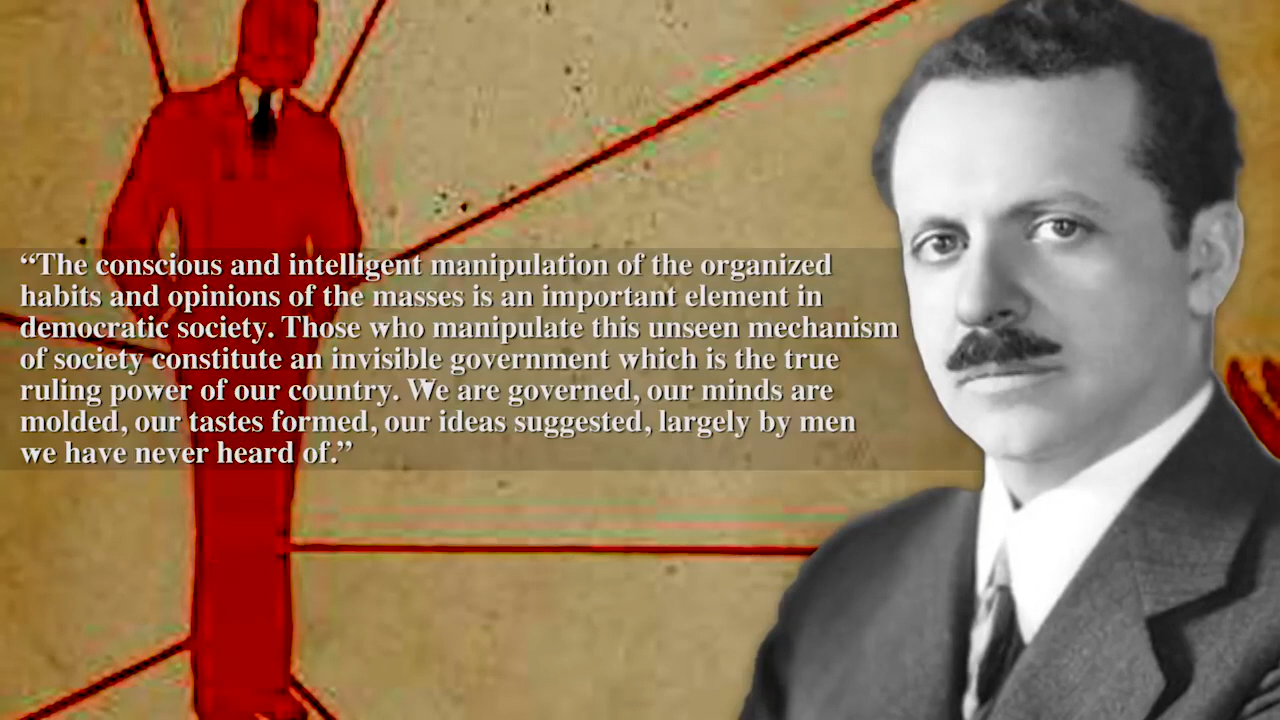 “The conscious and intelligent manipulation of the organized
habits and opinions of the masses is an important element in
democratic society. Those who manipulate this unseen mechanism
of society constitute an invisible government which is the true
ruling power of our country. We are governed, our minds are
molded, our tastes formed, our ideas suggested, largely by men
we have never heard of.”